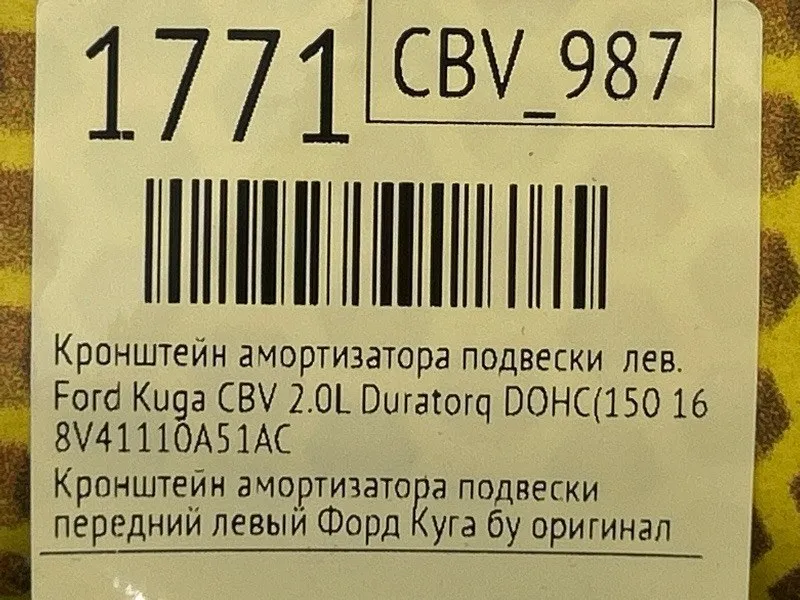 1771
CBV_987
Кронштейн амортизатора подвески лев.
Ford Kuga CBV 2.0L Duratorq DOHC(150 16
8V41110A51AC
Кронштейн амортизатора подвески
передний левый Форд Куга бу оригинал